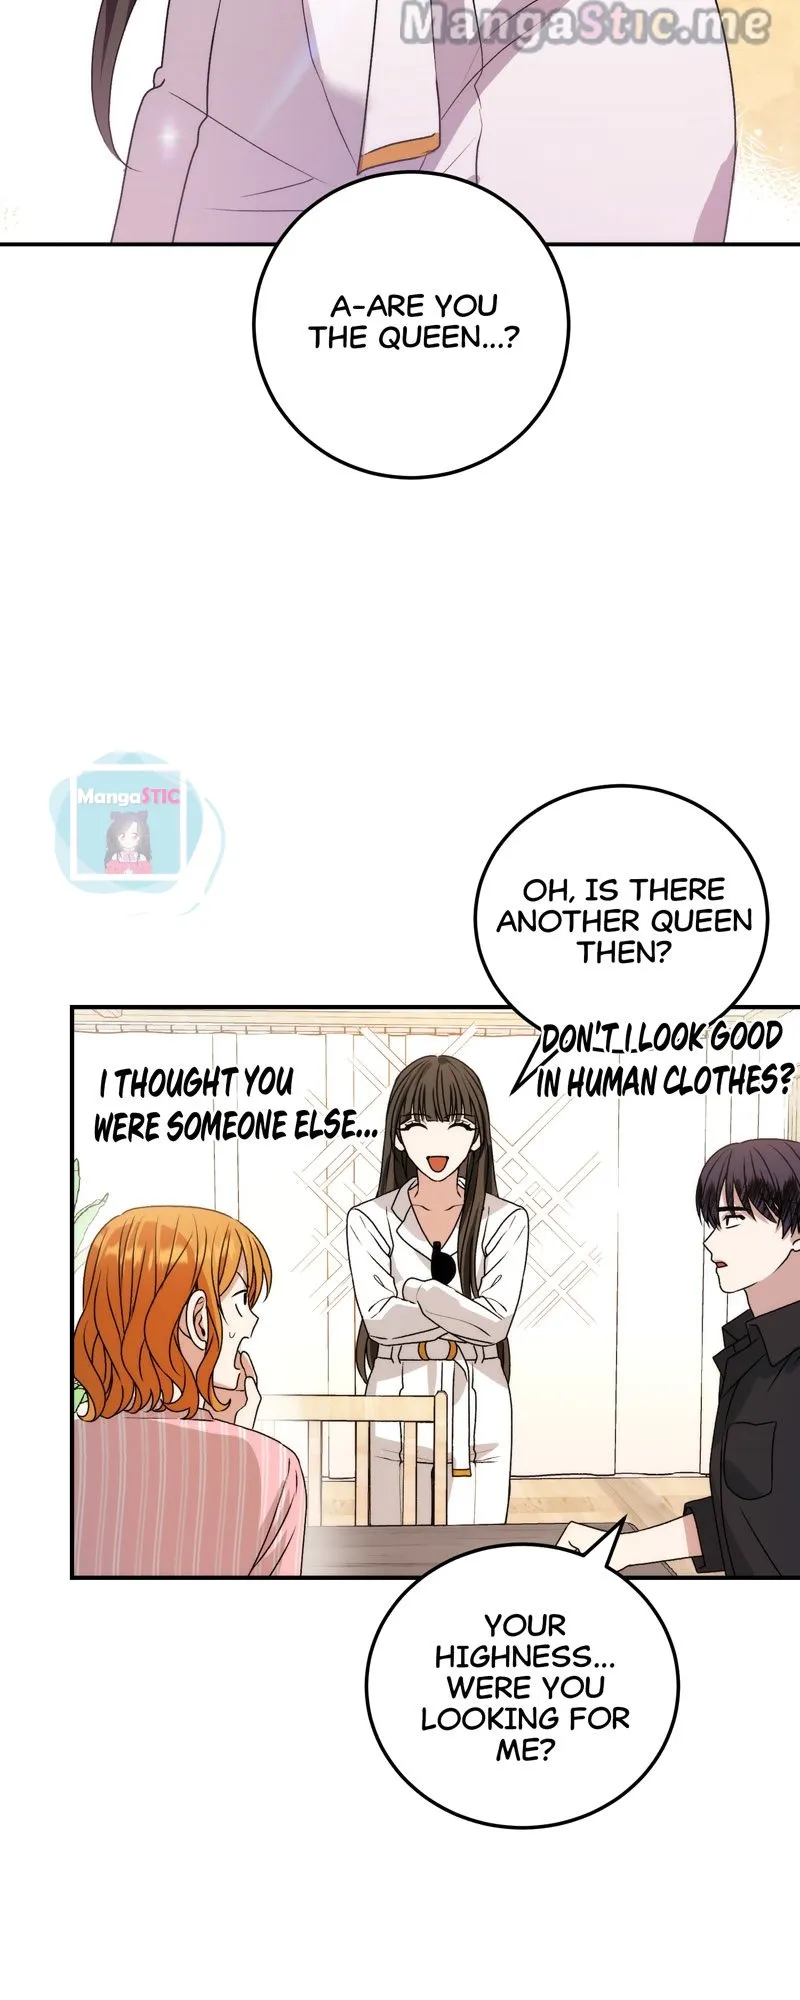 MangaStic.me
A-ARE YOU
THE QUEEN...?
MangaSTIC
OH, IS THERE
ANOTHER QUEEN
THEN?
DON'T I LOOK GOOD
IN HUMAN CLOTHES?
I THOUGHT YOU
WERE SOMEONE ELSE...
YOUR
HIGHNESS...
WERE YOU
LOOKING FOR
ME?